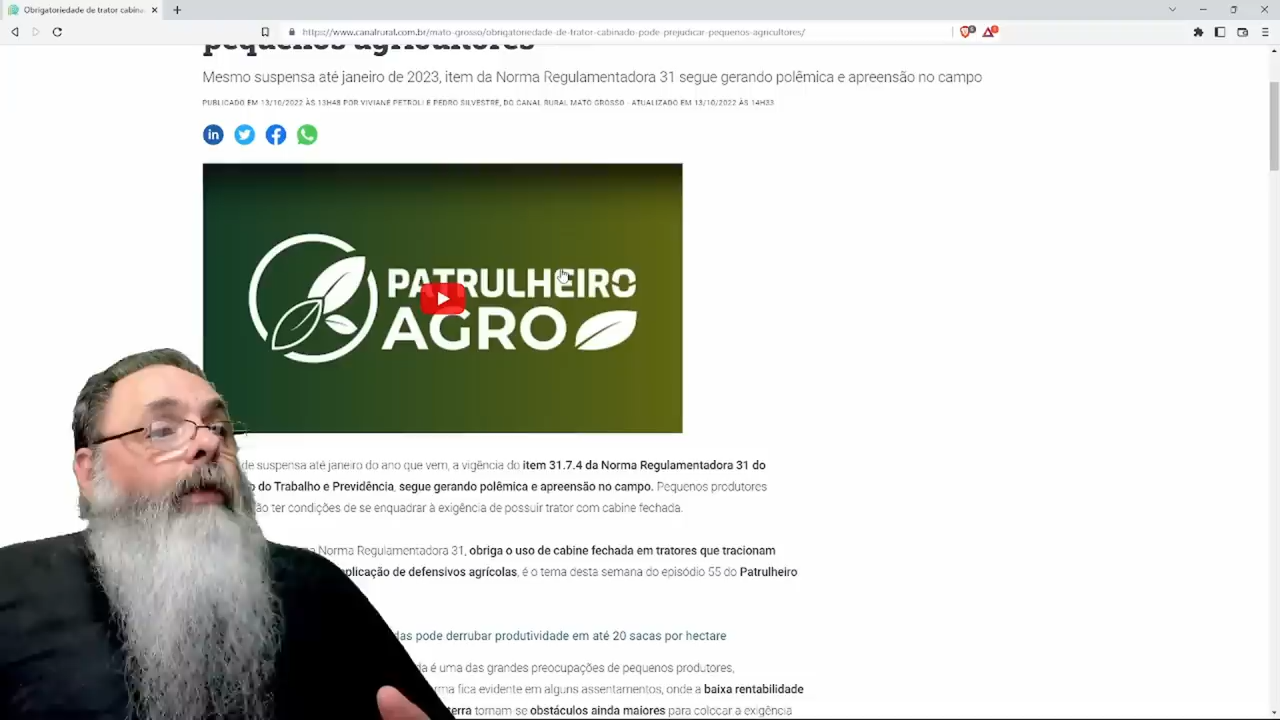 Obrigatoriedade de trator cabina
https://www.canalrural.com.br/mato-grosso/obrigatoriedade-de-trator-cabinado-pode-prejudicar-pequenos-agricultores/
pequenos agricultores
Mesmo suspensa até janeiro de 2023, item da Norma Regulamentadora 31 segue gerando polêmica e apreensão no campo
PUBLICADO EM 13/10/2022 ÀS 13H48 POR VIVIANE PETROLI E PEDRO SILVESTRE, DO CANAL RURAL MATO GROSSO - ATUALIZADO EM 13/10/2022 ÀS 14H33
in
PATRULHEIRO
AGRO
de suspensa até janeiro do ano que vem, a vigência do item 31.7.4 da Norma Regulamentadora 31 do
do Trabalho e Previdência, segue gerando polêmica e apreensão no campo. Pequenos produtores
ter condições de se enquadrar à exigência de possuir trator com cabine fechada.
Norma Regulamentadora 31, obriga o uso de cabine fechada em tratores que tracionam
aplicação de defensivos agrícolas, é o tema desta semana do episódio 55 do Patrulheiro
pode derrubar produtividade em até 20 sacas por hectare
é uma das grandes preocupações de pequenos produtores,
fica evidente em alguns assentamentos, onde a baixa rentabilidade
terra tornam-se obstáculos ainda maiores para colocar a exigência